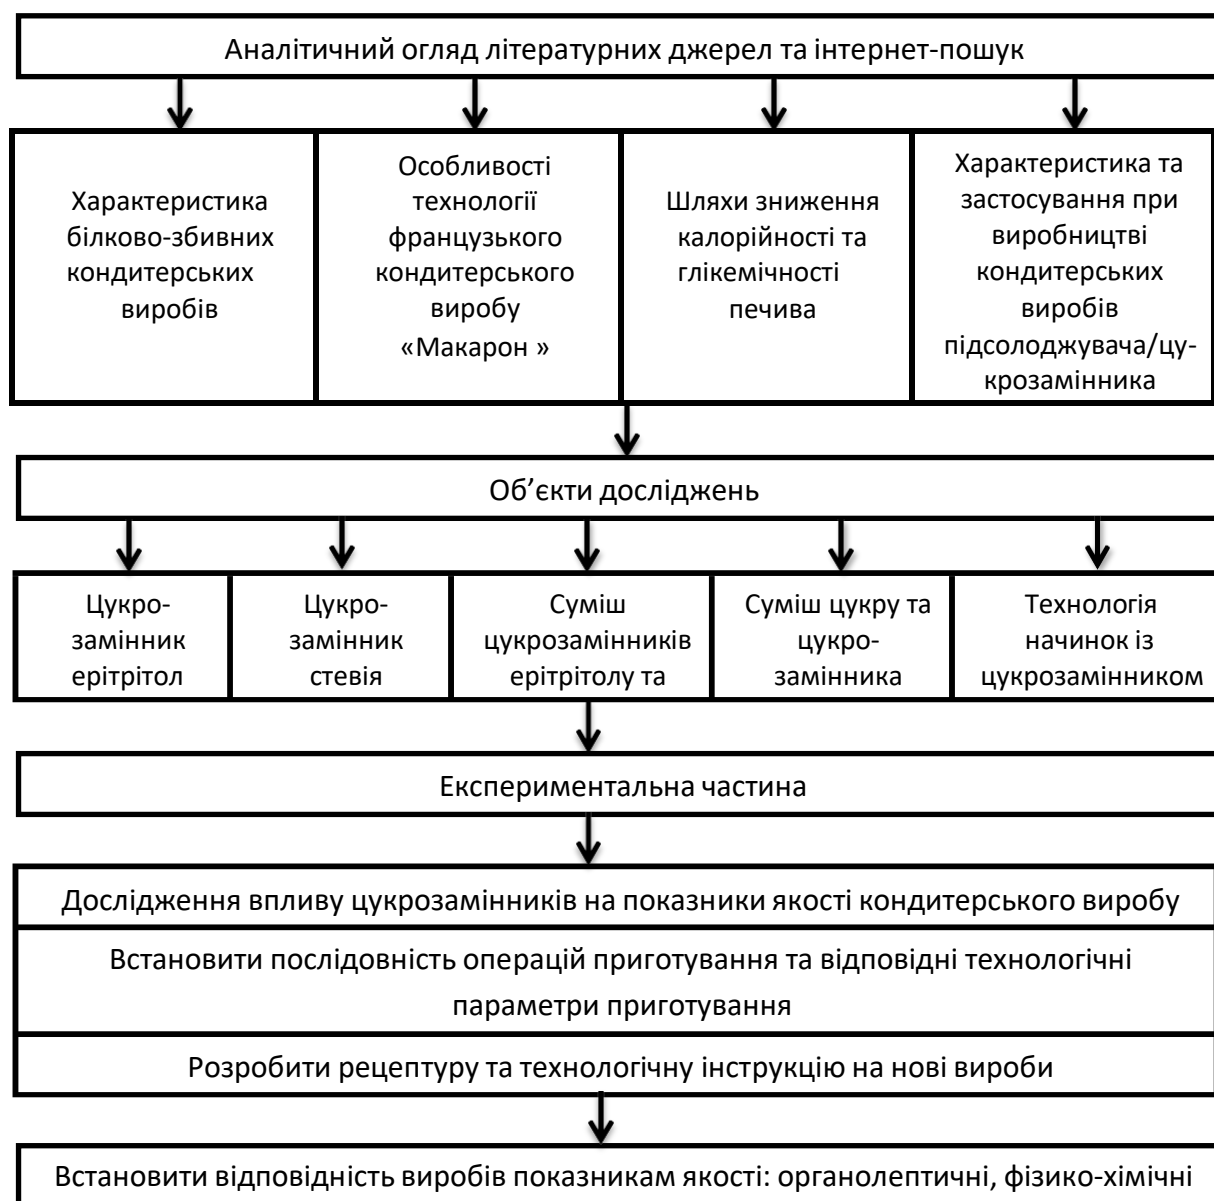 Аналітичний огляд літературних джерел та інтернет-пошук
Характеристика
білково-збивних
кондитерських
виробів
Особливості
технології
французького
кондитерського
виробу
«Макарон »
Шляхи зниження
калорійності та
глікемічності
печива
Характеристика та
застосування при
виробництві
кондитерських
виробів
підсолоджувача/цу-
крозамінника
Об’єкти досліджень
Цукро-
замінник
ерітрітол
Цукро-
замінник
стевія
Суміш
цукрозамінників
ерітрітолу та
Суміш цукру та
цукро-
замінника
Технологія
начинок із
цукрозамінником
Експериментальна частина
Дослідження впливу цукрозамінників на показники якості кондитерського виробу
Встановити послідовність операцій приготування та відповідні технологічні
параметри приготування
Розробити рецептуру та технологічну інструкцію на нові вироби
Встановити відповідність виробів показникам якості: органолептичні, фізико-хімічні